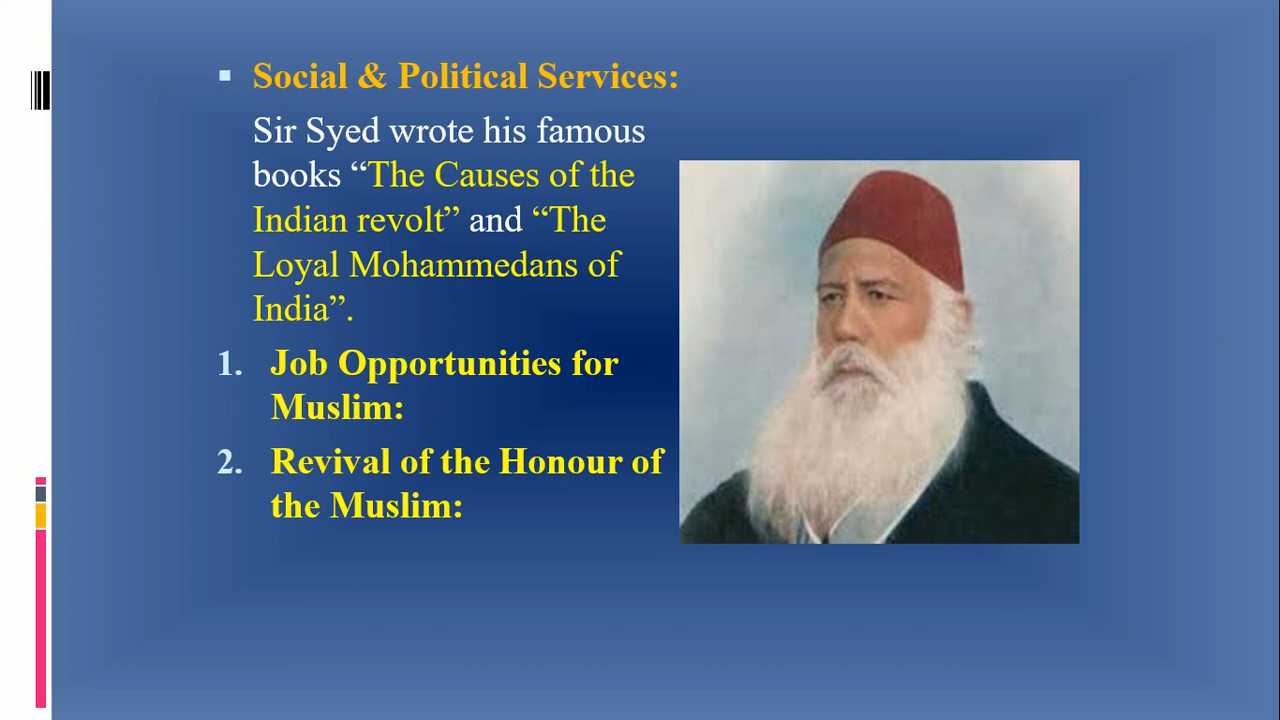 Social & Political Services:
Sir Syed wrote his famous
books “The Causes of the
Indian revolt” and “The
Loyal Mohammedans of
India”.
1. Job Opportunities for
Muslim:
2. Revival of the Honour of
the Muslim: